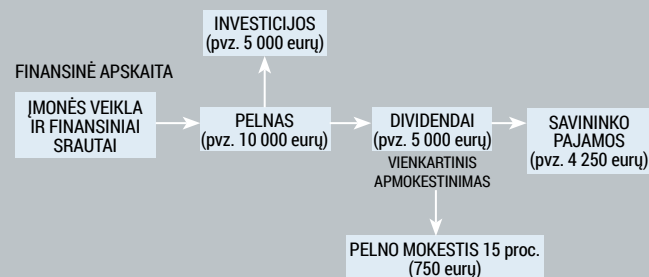 INVESTICIJOS
(pvz. 5 000 eurų)
FINANSINĖ APSKAITA
ĮMONĖS VEIKLA
IR FINANSINIAI
SRAUTAI
PELNAS
(pvz. 10 000 eurų)
DIVIDENDAI
(pvz. 5 000 eurų)
SAVININKO
PAJAMOS
(pvz. 4 250 eurų)
VIENKARTINIS
APMOKESTINIMAS
PELNO MOKESTIS 15 proc.
(750 eurų)